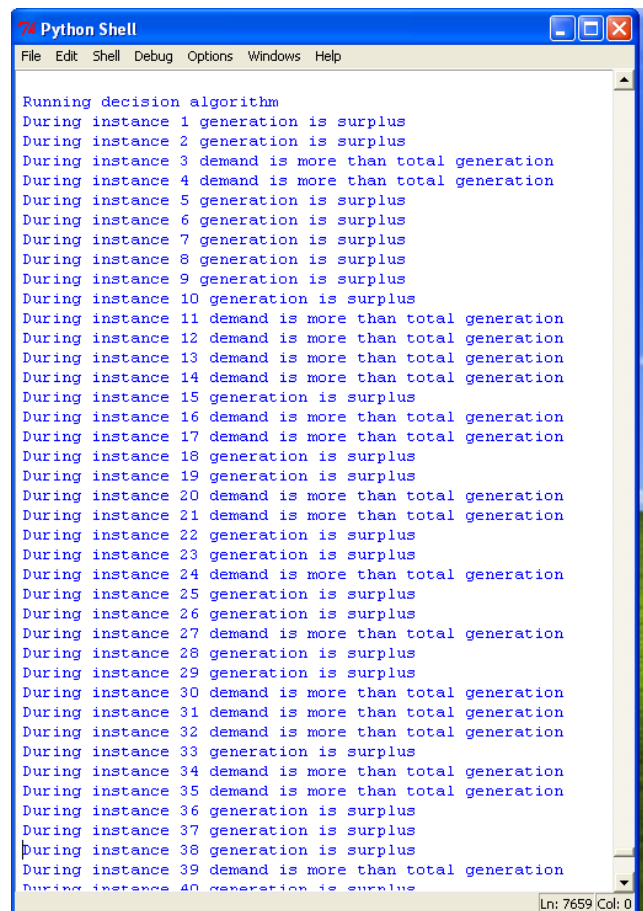 Python Shell
File Edit Shell Debug Options Windows Help
Running decision algorithm
During instance 1 generation is surplus
During instance 2 generation is surplus
During instance 3 demand is more than total generation
During instance 4 demand is more than total generation
During instance 5 generation is surplus
During instance 6 generation is surplus
During instance 7 generation is surplus
During instance 8 generation is surplus
During instance 9 generation is surplus
During instance 10 generation is surplus
During instance 11 demand is more than total generation
During instance 12 demand is more than total generation
During instance 13 demand is more than total generation
During instance 14 demand is more than total generation
During instance 15 generation is surplus
During instance 16 demand is more than total generation
During instance 17 demand is more than total generation
During instance 18 generation is surplus
During instance 19 generation is surplus
During instance 20 demand is more than total generation
During instance 21 demand is more than total generation
During instance 22 generation is surplus
During instance 23 generation is surplus
During instance 24 demand is more than total generation
During instance 25 generation is surplus
During instance 26 generation is surplus
During instance 27 demand is more than total generation
During instance 28 generation is surplus
During instance 29 generation is surplus
During instance 30 demand is more than total generation
During instance 31 demand is more than total generation
During instance 32 demand is more than total generation
During instance 33 generation is surplus
During instance 34 demand is more than total generation
During instance 35 demand is more than total generation
During instance 36 generation is surplus
During instance 37 generation is surplus
During instance 38 generation is surplus
During instance 39 demand is more than total generation
During instance 40 generation is surplus
Ln: 7659 Col: 0